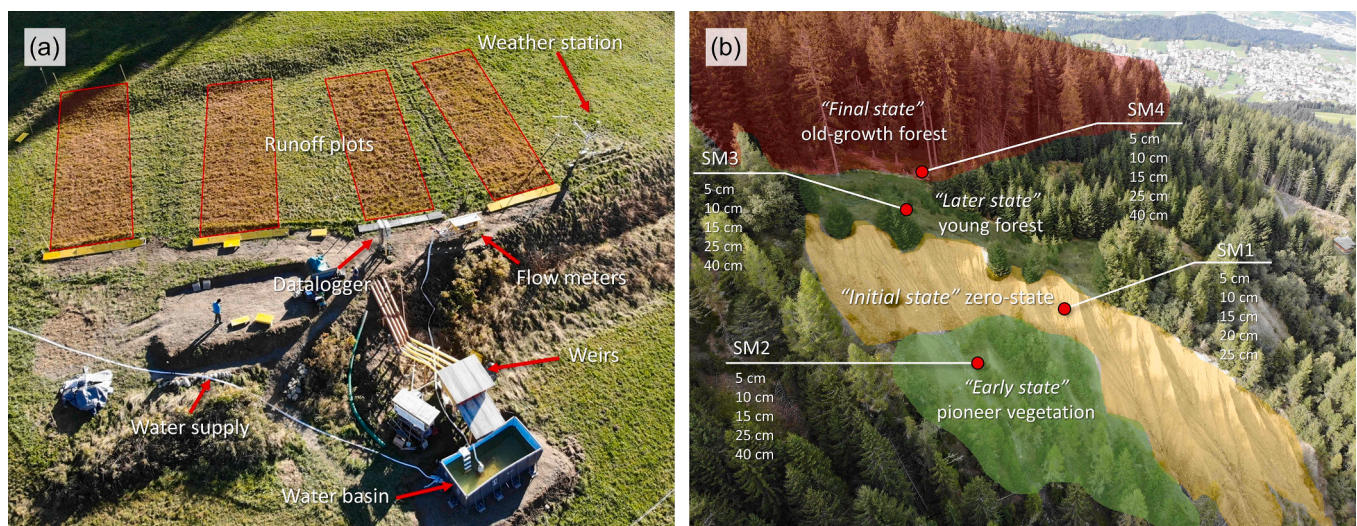 (a)
Weather station
Runoff plots
Datalogger
Flow meters
Weirs
Water supply
Water basin
(b)
"Final state"
old-growth forest
SM4
5 cm
10 cm
15 cm
25 cm
40 cm
SM3
5 cm
10 cm
15 cm
25 cm
40 cm
"Later state"
young forest
SM1
5 cm
10 cm
15 cm
20 cm
25 cm
"Initial state" zero-state
SM2
5 cm
10 cm
15 cm
25 cm
40 cm
"Early state"
pioneer vegetation